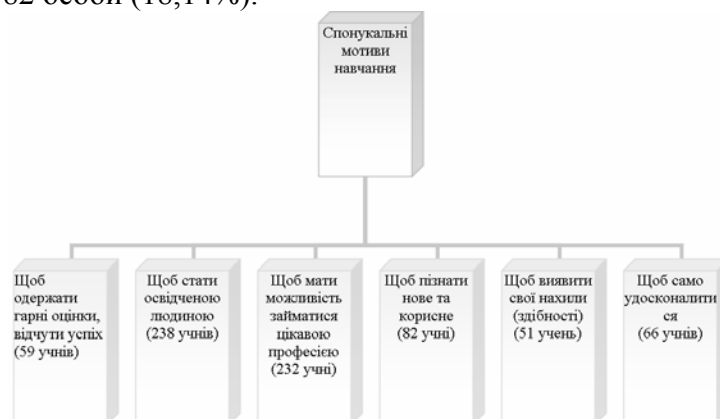 82 особи (18,14%).
Спонукальні
мотиви
навчання
Щоб
одержати
гарні оцінки,
відчути успіх
(59 учнів)
Щоб стати
освідченою
людиною
(238 учнів)
Щоб мати
можливість
займатися
цікавою
професією
(232 учні)
Щоб пізнати
нове та
корисне
(82 учні)
Щоб виявити
свої нахили
(здібності)
(51 учень)
Щоб само
удосконалити
ся
(66 учнів)